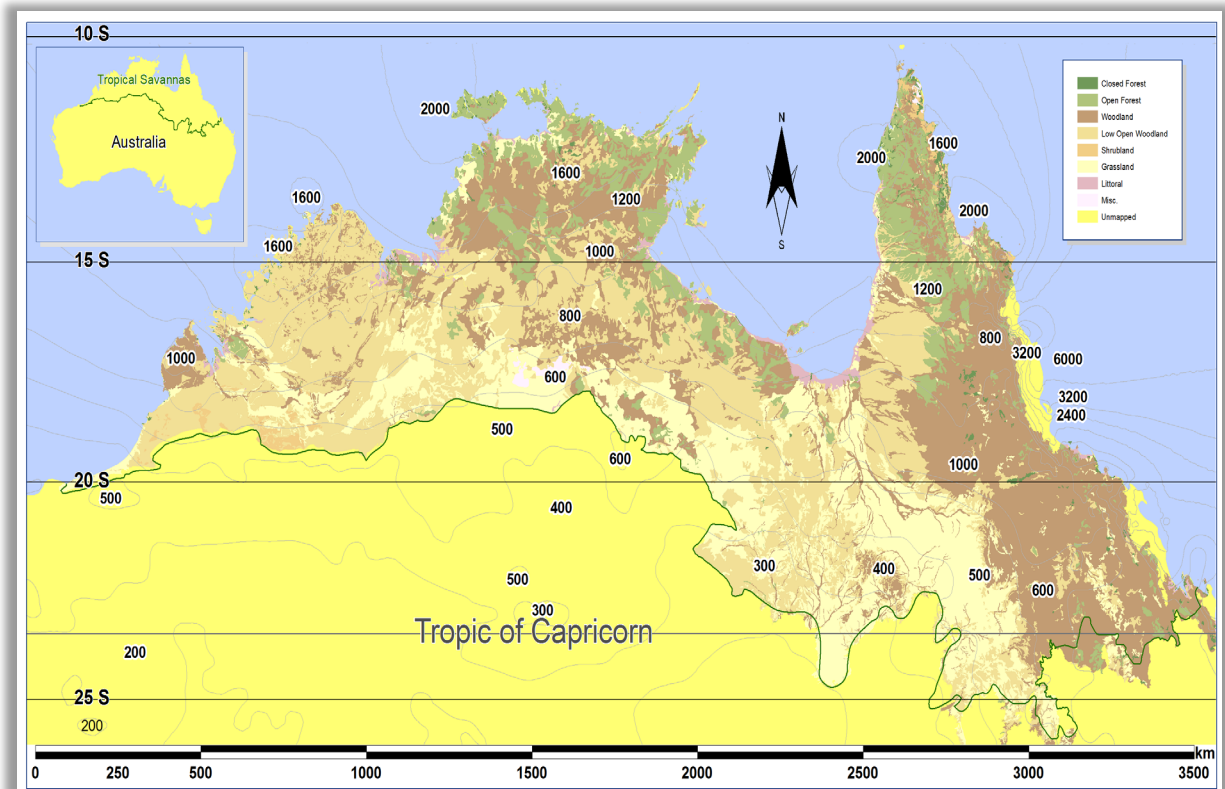 10 S
Tropical Savannas
Australia
Closed Forest
Open Forest
Woodland
Low Open Woodland
Shrubland
Grassland
Littoral
Misc.
Unmapped
2000
N
S
1600
2000
1600
1600
1200
2000
1600
1000
15 S
1200
800
800
3200
6000
1000
600
3200
2400
500
600
1000
20 S
500
400
300
400
500
500
600
300
Tropic of Capricorn
200
25 S
200
km
0
250
500
1000
1500
2000
2500
3000
3500